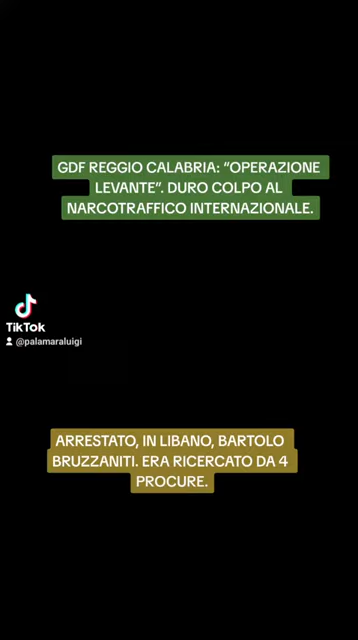 GDF REGGIO CALABRIA: “OPERAZIONE
LEVANTE”. DURO COLPO AL
NARCOTRAFFICO INTERNAZIONALE.
TikTok
@palamaraluigi
ARRESTATO, IN LIBANO, BARTOLO
BRUZZANITI. ERA RICERCATO DA 4
PROCURE.